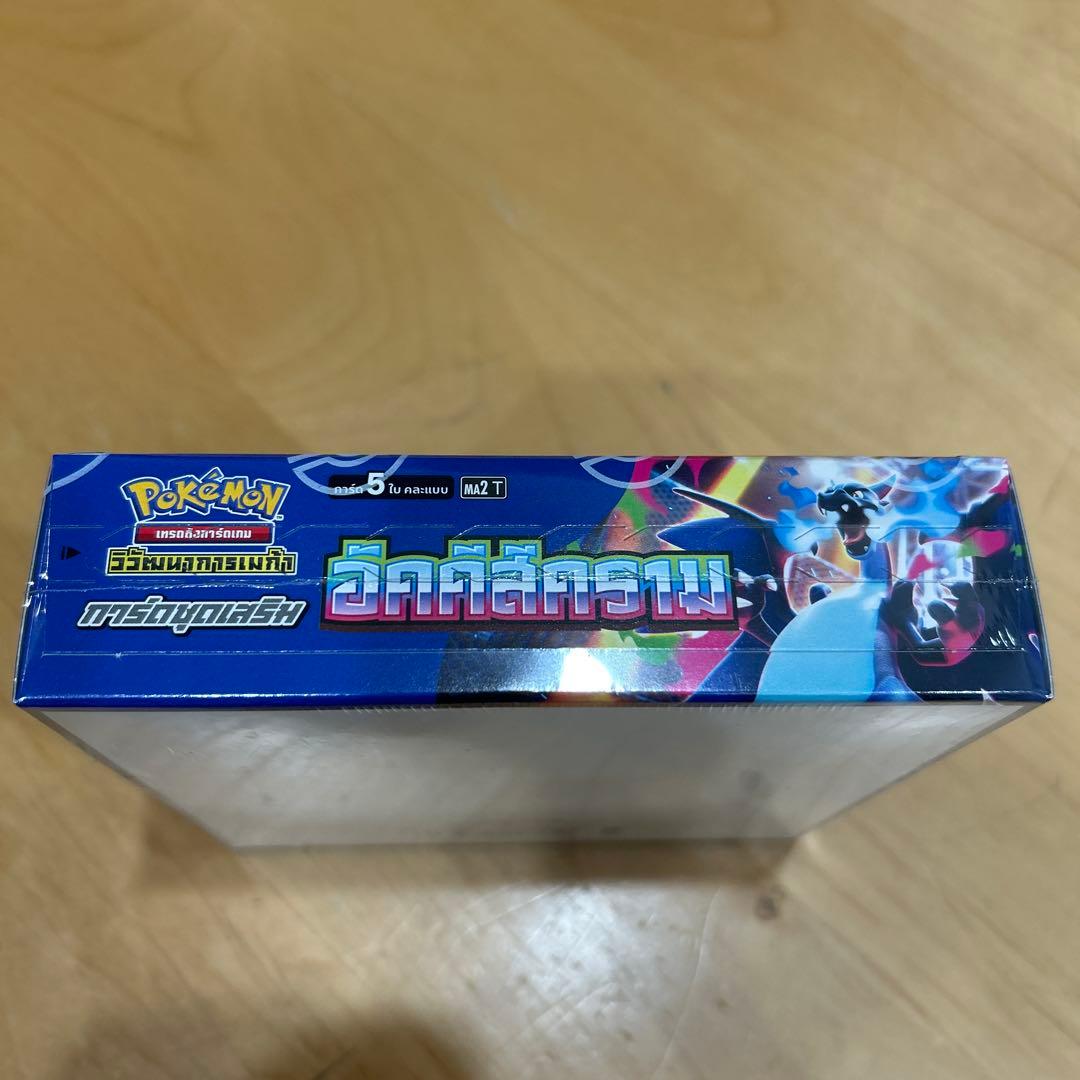 POKéMON
เทรดดิ้งการ์ดเกม
วิวัฒนาการเมก้า
การ์ดชุดเสริม
การ์ด 5 ใบ คละแบบ MA2 T
อัคคีสีคราม